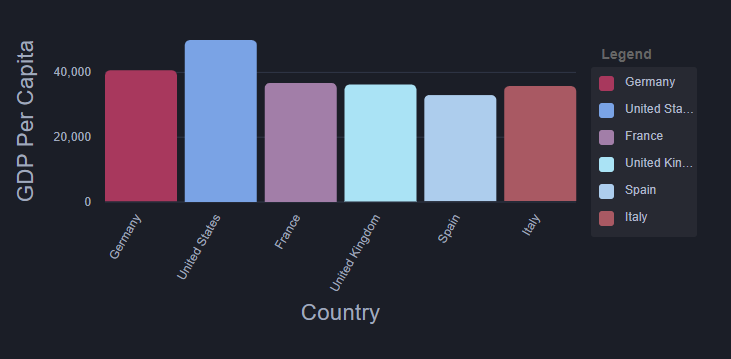 GDP Per Capita
40,000
20,000
0
Germany
United States
France
United Kingdom
Spain
Italy
Country
Legend
Germany
United Sta...
France
United Kin...
Spain
Italy